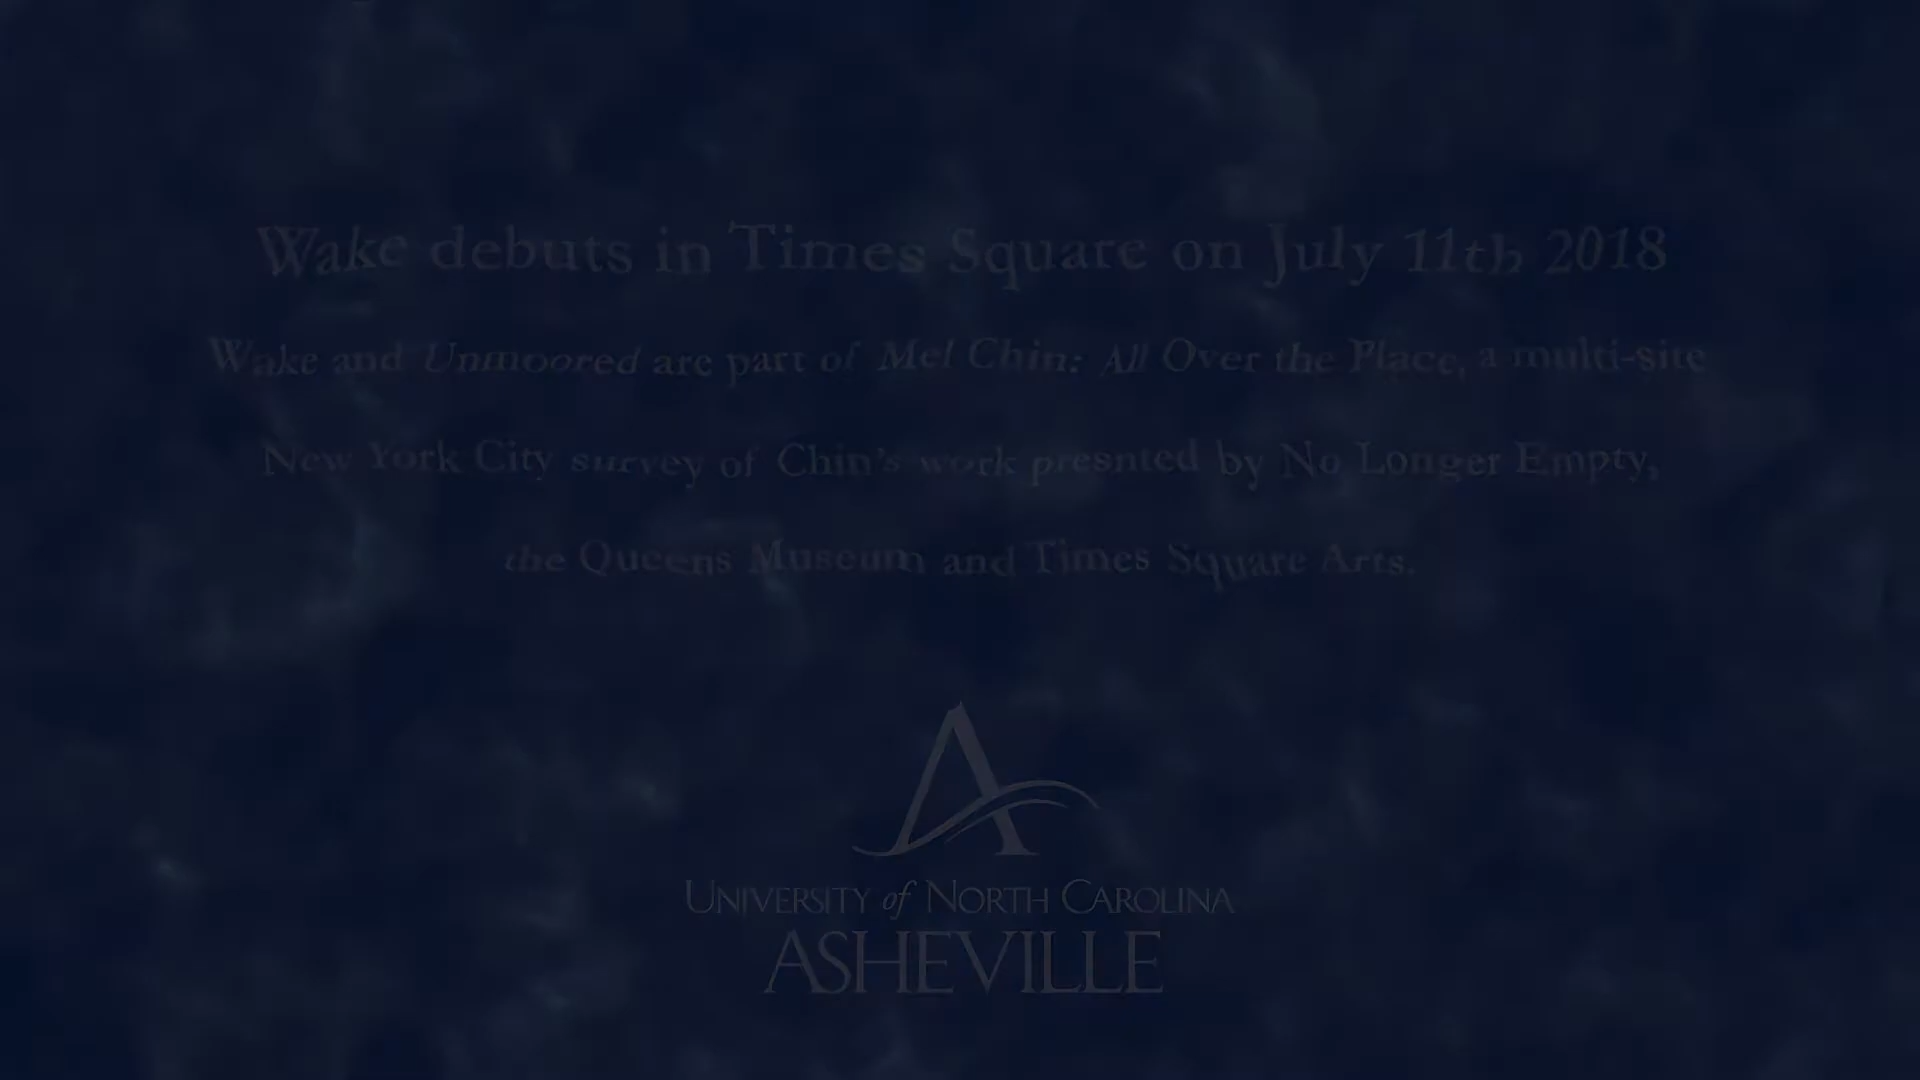 Wake debuts in Times Square on July 11th 2018
Wake and Unmoored are part of Mel Chin: All Over the Place, a multi-site
New York City survey of Chin's work presnted by No Longer Empty,
the Queens Museum and Times Square Arts.
A
UNIVERSITY of NORTH CAROLINA
ASHEVILLE